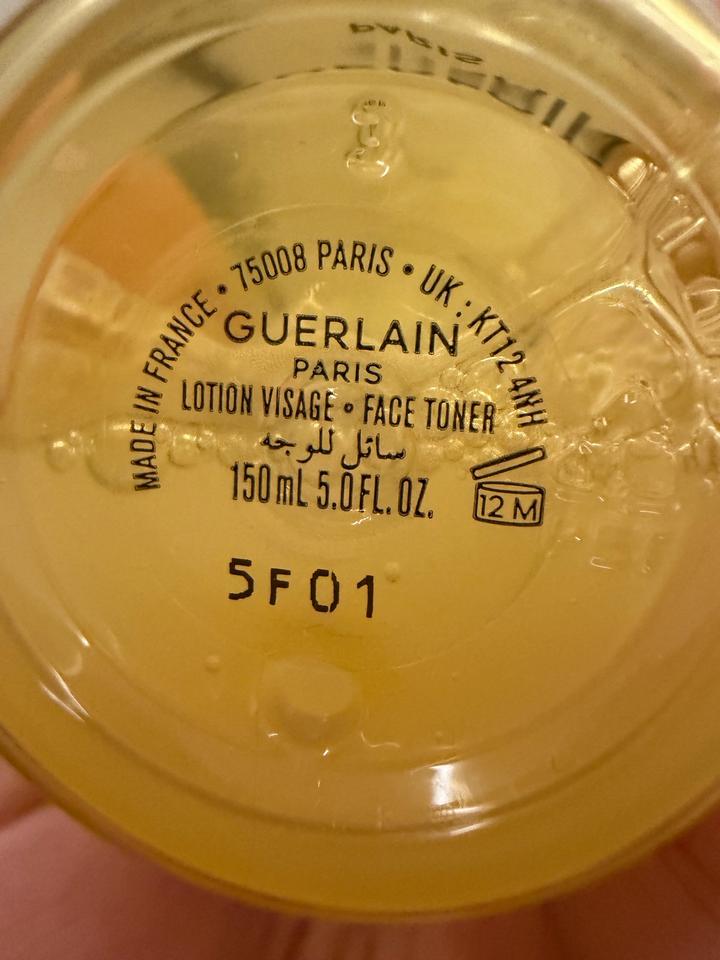 PARIS
MADE IN FRANCE • 75008 PARIS • UK: KT12 4NH
GUERLAIN
PARIS
LOTION VISAGE • FACE TONER
سائل للوجه
150 mL 5.0 FL. OZ.
12 M
5F01